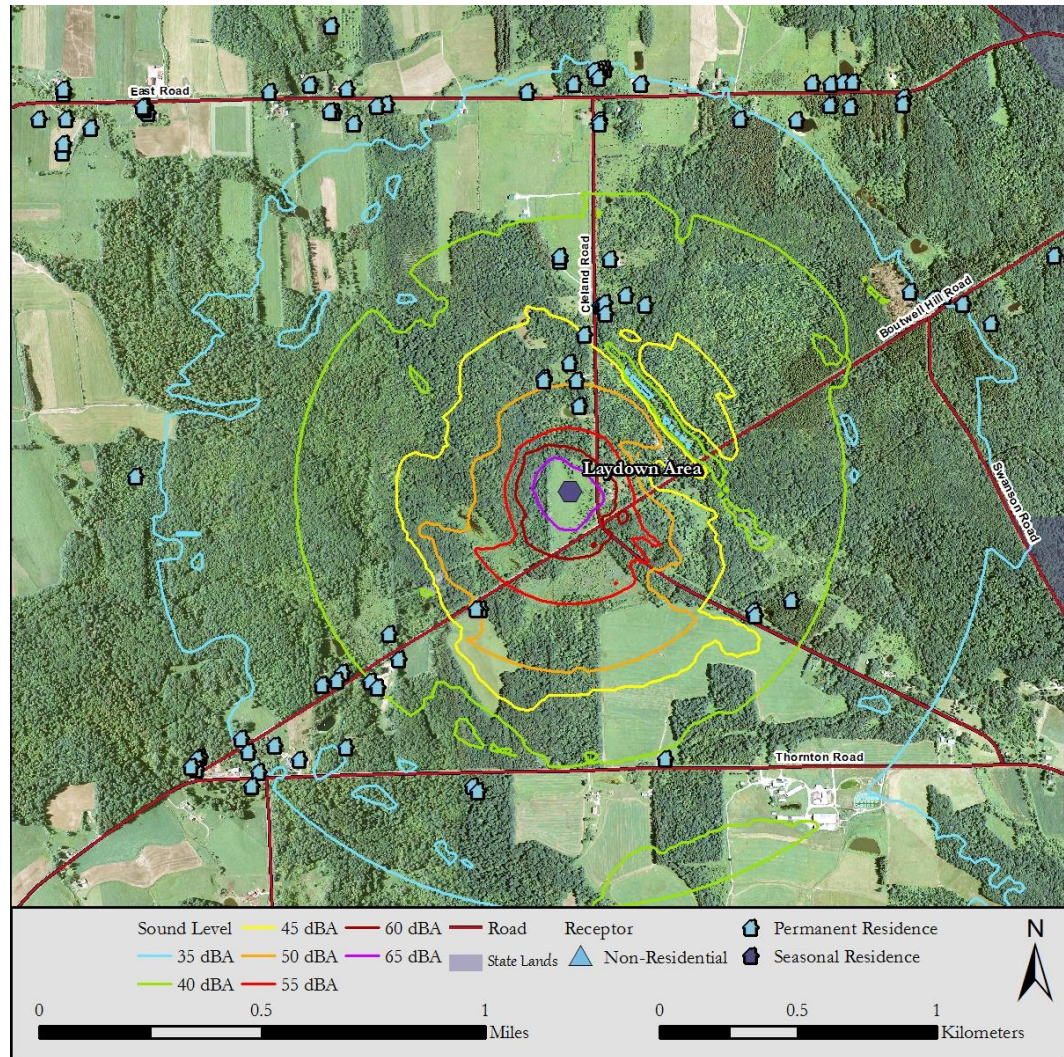 East Road
Cleland Road
Boutwell Hill Road
Laydown Area
Swanson Road
Thornton Road
Sound Level
45 dBA
60 dBA
Road
Receptor
Permanent Residence
35 dBA
50 dBA
65 dBA
State Lands
Non-Residential
Seasonal Residence
40 dBA
55 dBA
N
0 0.5 1
Miles
0 0.5 1
Kilometers